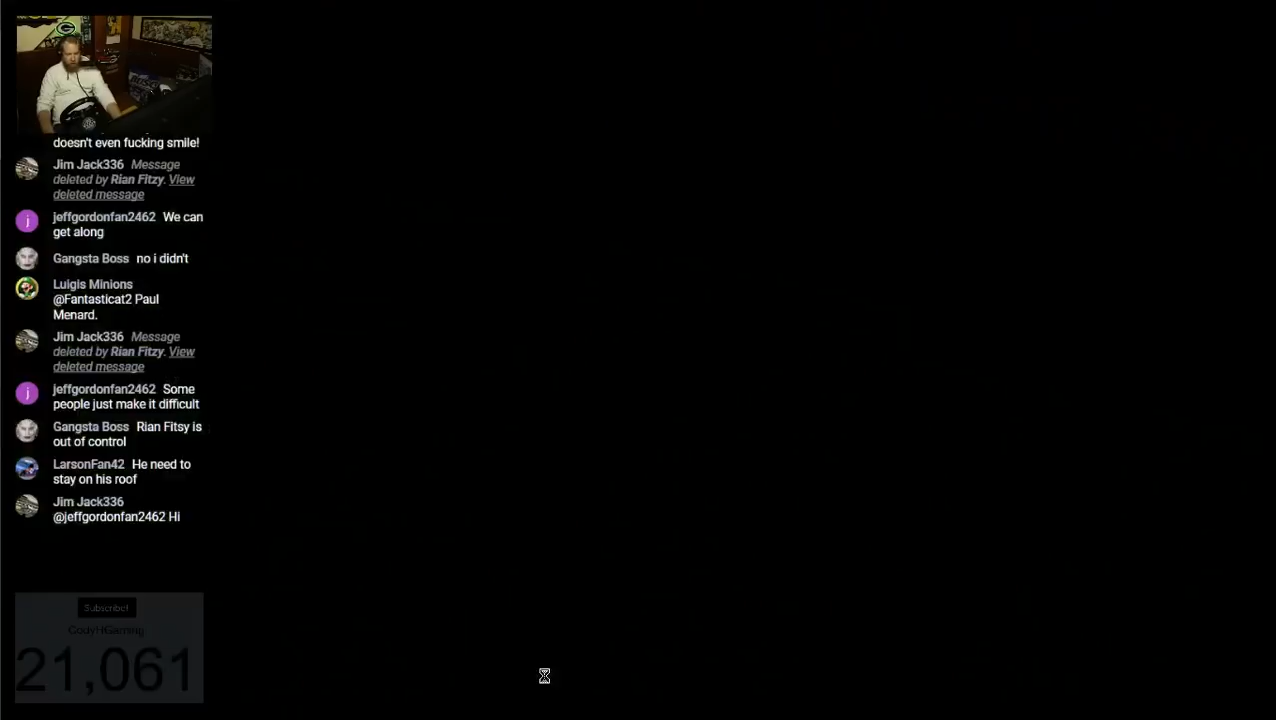 doesn't even fucking smile!
Jim Jack336 Message
deleted by Rian Fitzy. View
deleted message
jeffgordonfan2462 We can
get along
Gangsta Boss no i didn't
Luigis Minions
@Fantasticat2 Paul
Menard.
Jim Jack336 Message
deleted by Rian Fitzy. View
deleted message
jeffgordonfan2462 Some
people just make it difficult
Gangsta Boss Rian Fitsy is
out of control
LarsonFan42 He need to
stay on his roof
Jim Jack336
@jeffgordonfan2462 Hi
Subscribe!
CodyHGaming
21,061